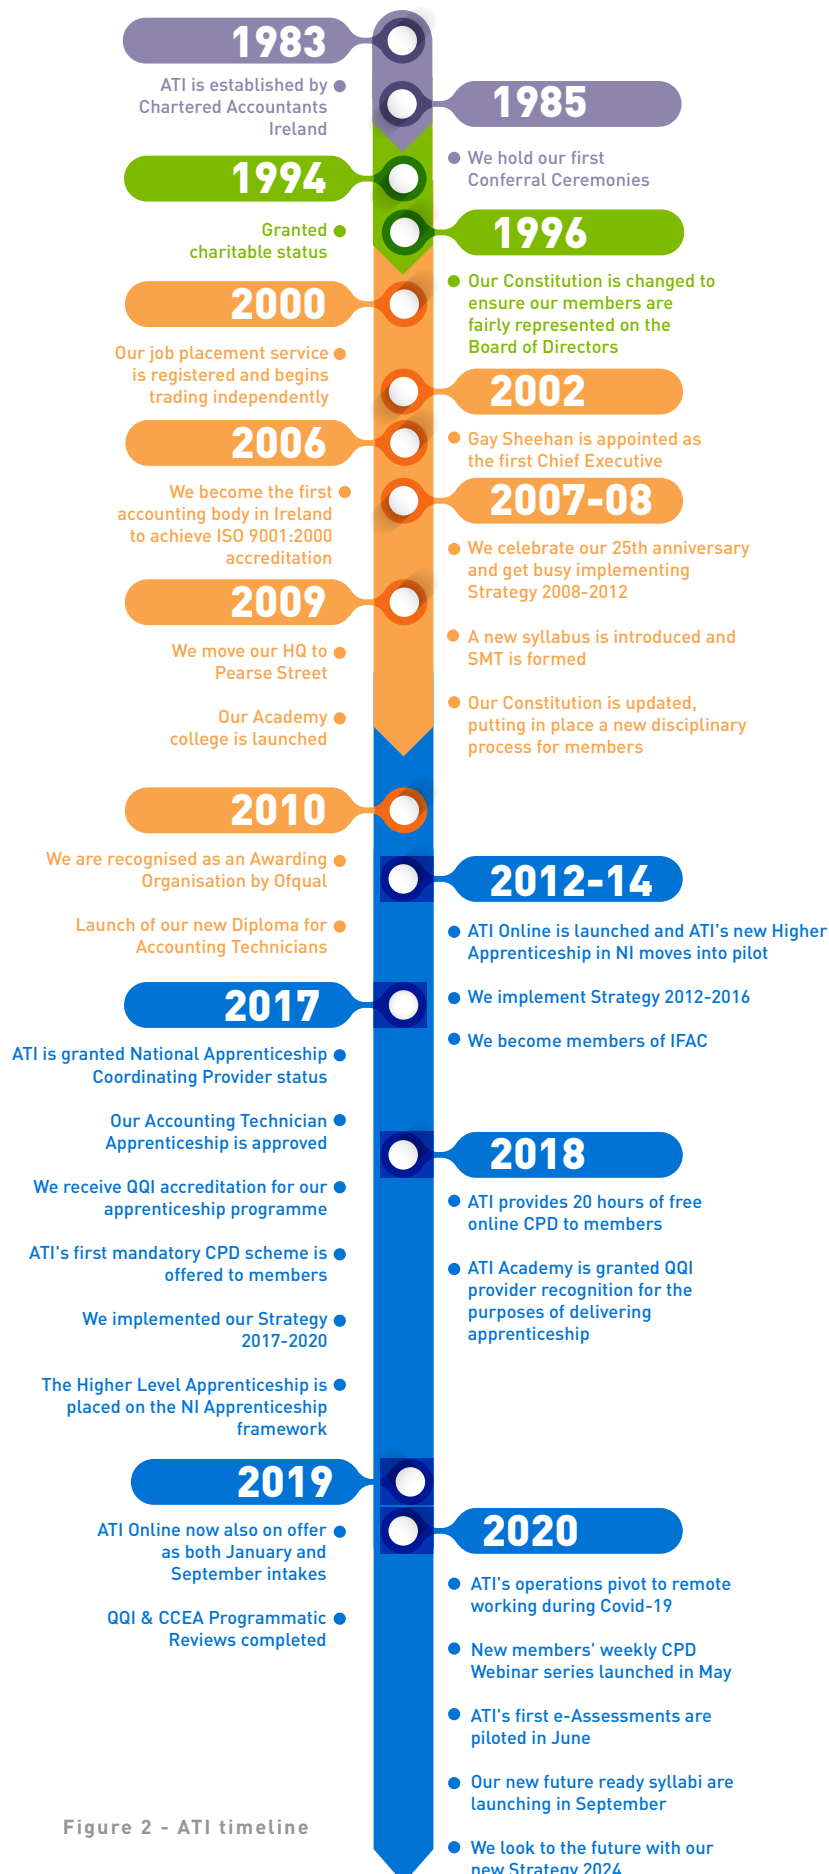 1983
ATI is established by
Chartered Accountants
Ireland
1985
We hold our first
Conferral Ceremonies
1994
Granted
charitable status
1996
Our Constitution is changed to
ensure our members are
fairly represented on the
Board of Directors
2000
Our job placement service
is registered and begins
trading independently
2002
Gay Sheehan is appointed as
the first Chief Executive
2006
We become the first
accounting body in Ireland
to achieve ISO 9001:2000
accreditation
2007-08
We celebrate our 25th anniversary
and get busy implementing
Strategy 2008-2012
A new syllabus is introduced and
SMT is formed
Our Constitution is updated,
putting in place a new disciplinary
process for members
2009
We move our HQ to
Pearse Street
Our Academy
college is launched
2010
We are recognised as an Awarding
Organisation by Ofqual
Launch of our new Diploma for
Accounting Technicians
2012-14
ATI Online is launched and ATI's new Higher
Apprenticeship in NI moves into pilot
We implement Strategy 2012-2016
We become members of IFAC
2017
ATI is granted National Apprenticeship
Coordinating Provider status
Our Accounting Technician
Apprenticeship is approved
We receive QQI accreditation for our
apprenticeship programme
ATI's first mandatory CPD scheme is
offered to members
We implemented our Strategy
2017-2020
The Higher Level Apprenticeship is
placed on the NI Apprenticeship
framework
2018
ATI provides 20 hours of free
online CPD to members
ATI Academy is granted QQI
provider recognition for the
purposes of delivering
apprenticeship
2019
ATI Online now also on offer
as both January and
September intakes
QQI & CCEA Programmatic
Reviews completed
2020
ATI's operations pivot to remote
working during Covid-19
New members' weekly CPD
Webinar series launched in May
ATI's first e-Assessments are
piloted in June
Our new future ready syllabi are
launching in September
We look to the future with our
new Strategy 2024
Figure 2 - ATI timeline